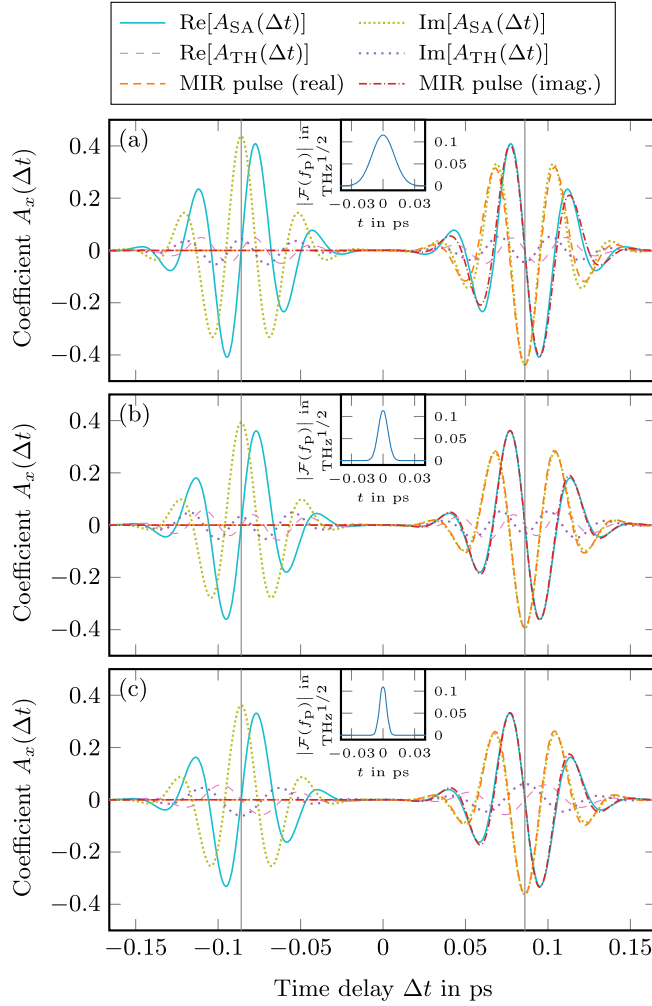 Re[A_SA(Δt)] Im[A_SA(Δt)]
Re[A_TH(Δt)] Im[A_TH(Δt)]
MIR pulse (real) MIR pulse (imag.)
(a)
Coefficient A_x(Δt)
0.4
0.2
0
−0.2
−0.4
|ℱ(f_p)| in
THz^1/2
0.1
0.05
0
−0.03 0.03
t in ps
(b)
Coefficient A_x(Δt)
0.4
0.2
0
−0.2
−0.4
|ℱ(f_p)| in
THz^1/2
0.1
0.05
0
−0.03 0 0.03
t in ps
(c)
Coefficient A_x(Δt)
0.4
0.2
0
−0.2
−0.4
|ℱ(f_p)| in
THz^1/2
0.1
0.05
0
−0.03 0 0.03
t in ps
−0.15 −0.1 −0.05 0 0.05 0.1 0.15
Time delay Δt in ps